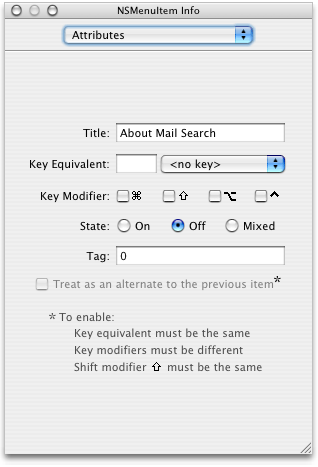 NSMenuItem Info
Attributes
Title: About Mail Search
Key Equivalent: <no key>
Key Modifier: ⌘ ⇧ ⌥ ^
State: On Off Mixed
Tag: 0
Treat as an alternate to the previous item*
* To enable:
Key equivalent must be the same
Key modifiers must be different
Shift modifier ⇧ must be the same